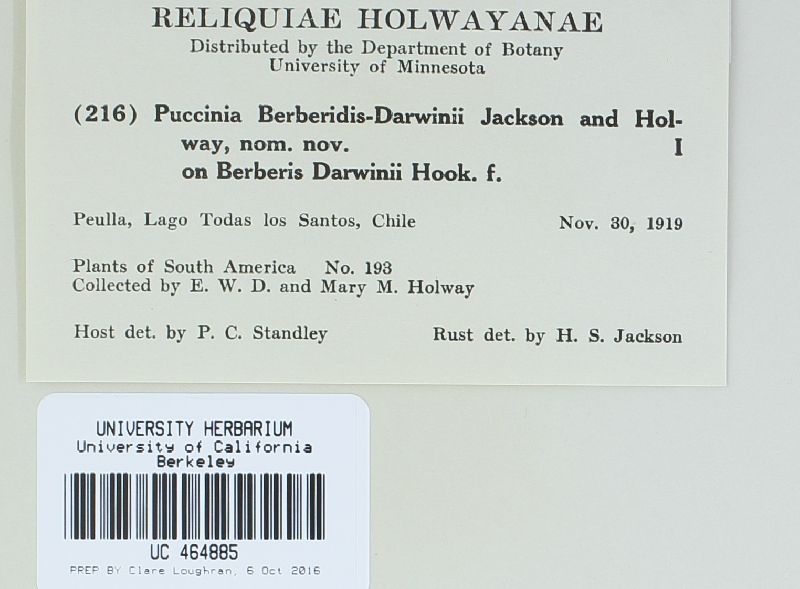 RELIQUIAE HOLWAYANAE
Distributed by the Department of Botany
University of Minnesota
(216) Puccinia Berberidis-Darwinii Jackson and Hol-
way, nom. nov. I
on Berberis Darwinii Hook. f.
Peulla, Lago Todas los Santos, Chile Nov. 30, 1919
Plants of South America No. 193
Collected by E. W. D. and Mary M. Holway
Host det. by P. C. Standley Rust det. by H. S. Jackson
UNIVERSITY HERBARIUM
University of California
Berkeley
UC 464885
PREP BY Clare Loughran, 6 Oct 2016